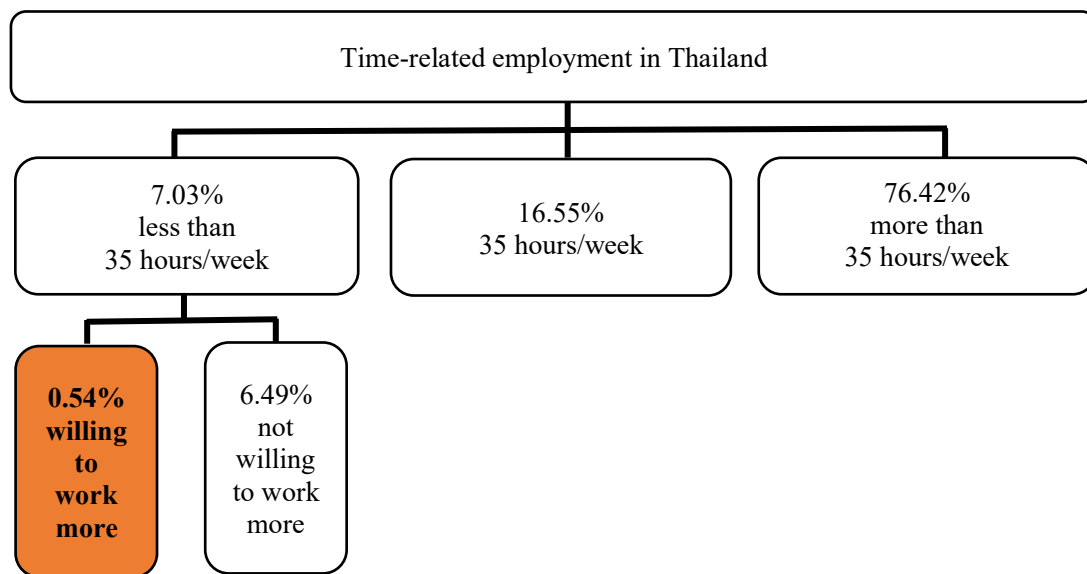 Time-related employment in Thailand
7.03%
less than
35 hours/week
16.55%
35 hours/week
76.42%
more than
35 hours/week
0.54%
willing
to
work
more
6.49%
not
willing
to work
more